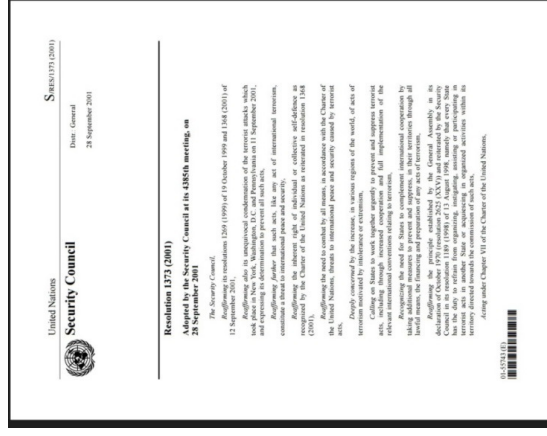 United Nations
S/RES/1373 (2001)
Security Council
Distr.: General
28 September 2001
Resolution 1373 (2001)
Adopted by the Security Council at its 4385th meeting, on
28 September 2001
The Security Council,
Reaffirming its resolutions 1269 (1999) of 19 October 1999 and 1368 (2001) of
12 September 2001,
Reaffirming also its unequivocal condemnation of the terrorist attacks which
took place in New York, Washington, D.C. and Pennsylvania on 11 September 2001,
and expressing its determination to prevent all such acts,
Reaffirming further that such acts, like any act of international terrorism,
constitute a threat to international peace and security,
Reaffirming the inherent right of individual or collective self-defence as
recognized by the Charter of the United Nations as reiterated in resolution 1368
(2001),
Reaffirming the need to combat by all means, in accordance with the Charter of
the United Nations, threats to international peace and security caused by terrorist
acts,
Deeply concerned by the increase, in various regions of the world, of acts of
terrorism motivated by intolerance or extremism,
Calling on States to work together urgently to prevent and suppress terrorist
acts, including through increased cooperation and full implementation of the
relevant international conventions relating to terrorism,
Recognizing the need for States to complement international cooperation by
taking additional measures to prevent and suppress, in their territories through all
lawful means, the financing and preparation of any acts of terrorism,
Reaffirming the principle established by the General Assembly in its
declaration of October 1970 (resolution 2625 (XXV)) and reiterated by the Security
Council in its resolution 1189 (1998) of 13 August 1998, namely that every State
has the duty to refrain from organizing, instigating, assisting or participating in
terrorist acts in another State or acquiescing in organized activities within its
territory directed towards the commission of such acts,
Acting under Chapter VII of the Charter of the United Nations,
01-55743 (E)